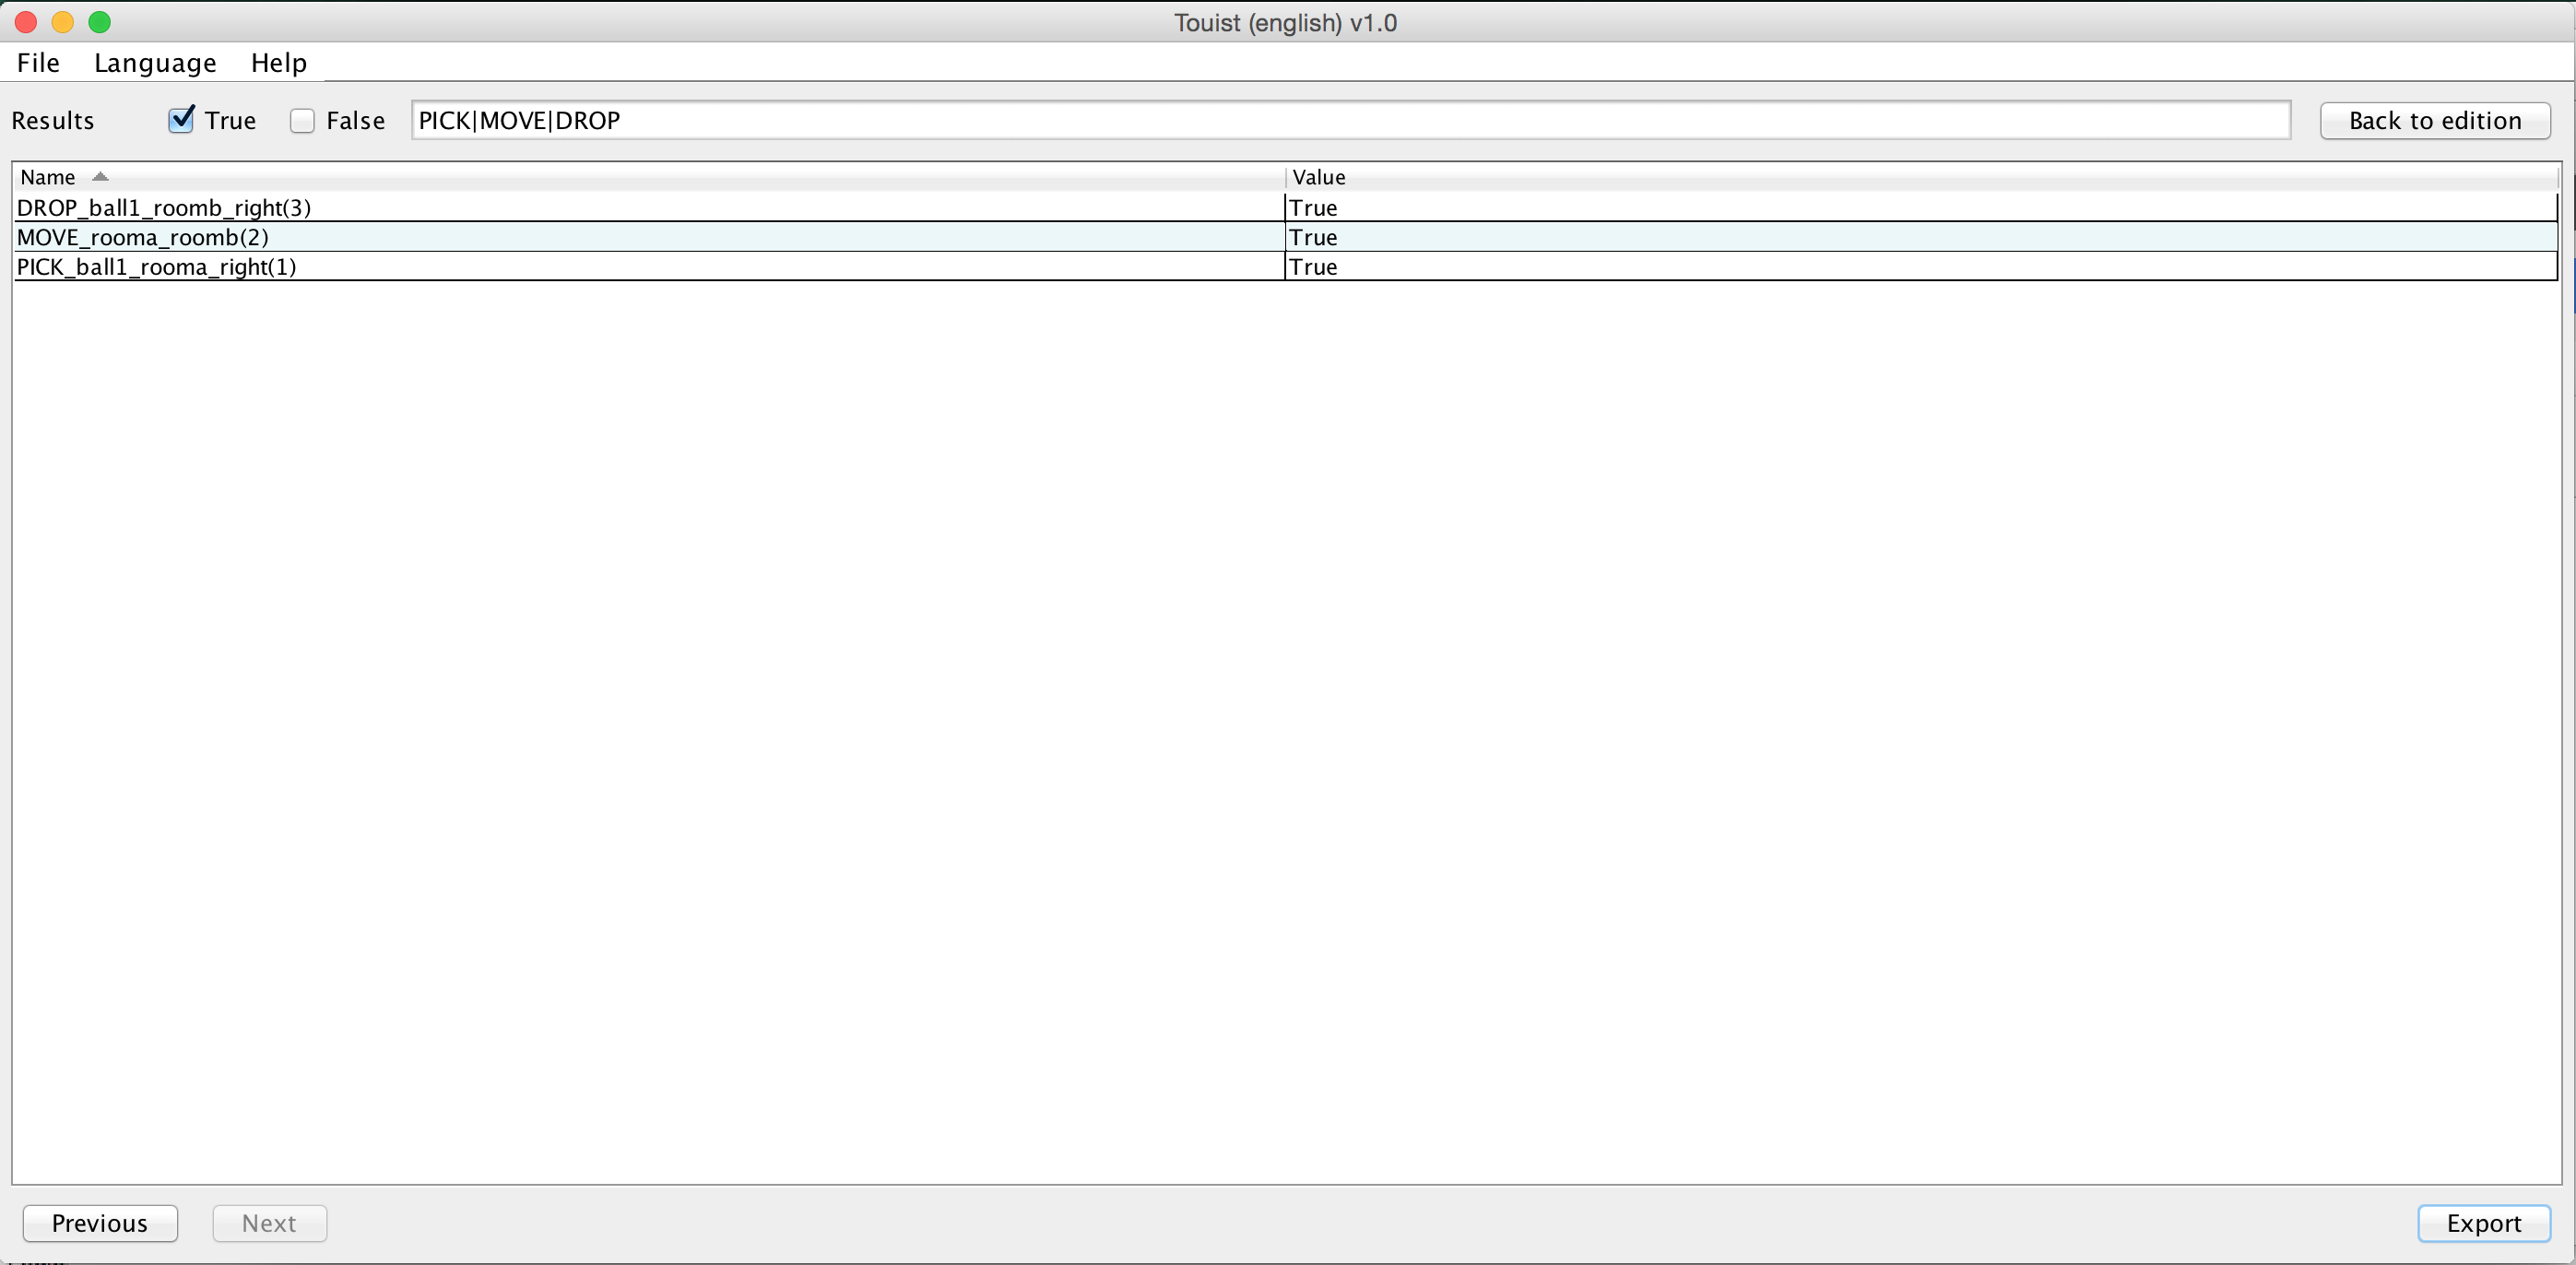 Touist (english) v1.0
File Language Help
Results True False PICK|MOVE|DROP Back to edition
Name Value
DROP_ball1_roomb_right(3) True
MOVE_rooma_roomb(2) True
PICK_ball1_rooma_right(1) True
Previous Next Export